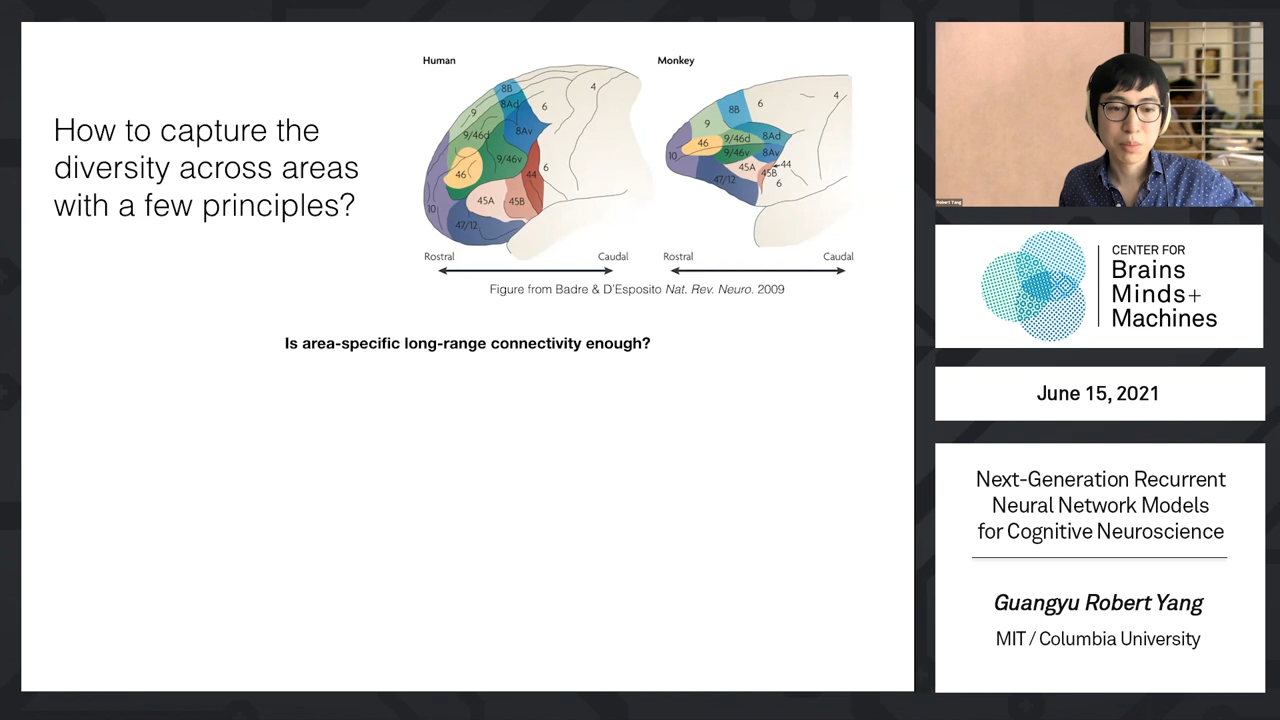 How to capture the
diversity across areas
with a few principles?
Human
8B
8Ad
6
4
9
8Av
9/46d
9/46v
46
44
6
45A
45B
10
47/12
Rostral
Caudal
Monkey
8B
6
4
9
46
9/46d
8Ad
9/46v
8Av
10
45A
44
45B
47/12
6
Rostral
Caudal
Figure from Badre & D'Esposito Nat. Rev. Neuro. 2009
Is area-specific long-range connectivity enough?
Robert Yang
CENTER FOR
Brains
Minds+
Machines
June 15, 2021
Next-Generation Recurrent
Neural Network Models
for Cognitive Neuroscience
Guangyu Robert Yang
MIT / Columbia University